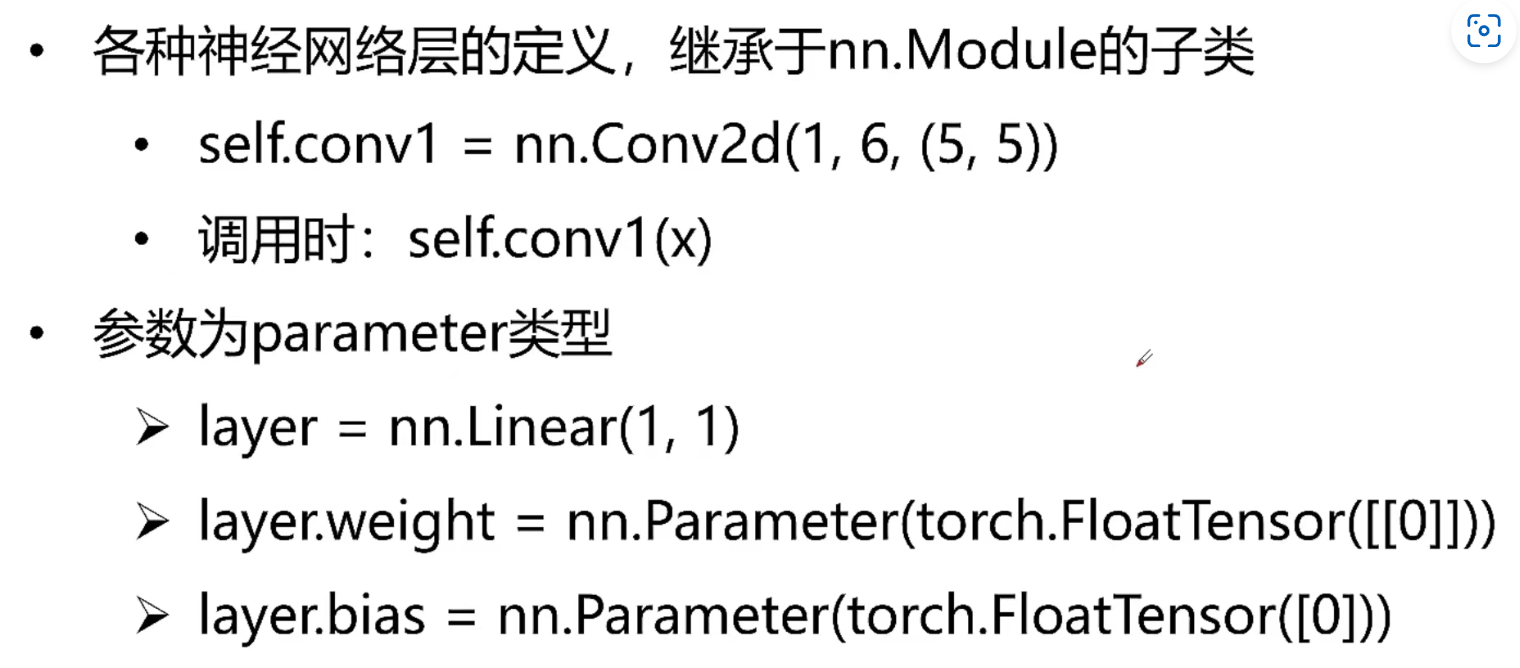 • 各种神经网络层的定义，继承于nn.Module的子类
• self.conv1 = nn.Conv2d(1, 6, (5, 5))
• 调用时：self.conv1(x)
• 参数为parameter类型
➢ layer = nn.Linear(1, 1)
➢ layer.weight = nn.Parameter(torch.FloatTensor([[0]]))
➢ layer.bias = nn.Parameter(torch.FloatTensor([0]))